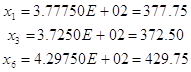 x₁ = 3.77750E + 02 = 377.75
x₃ = 3.7250E + 02 = 372.50
x₆ = 4.29750E + 02 = 429.75